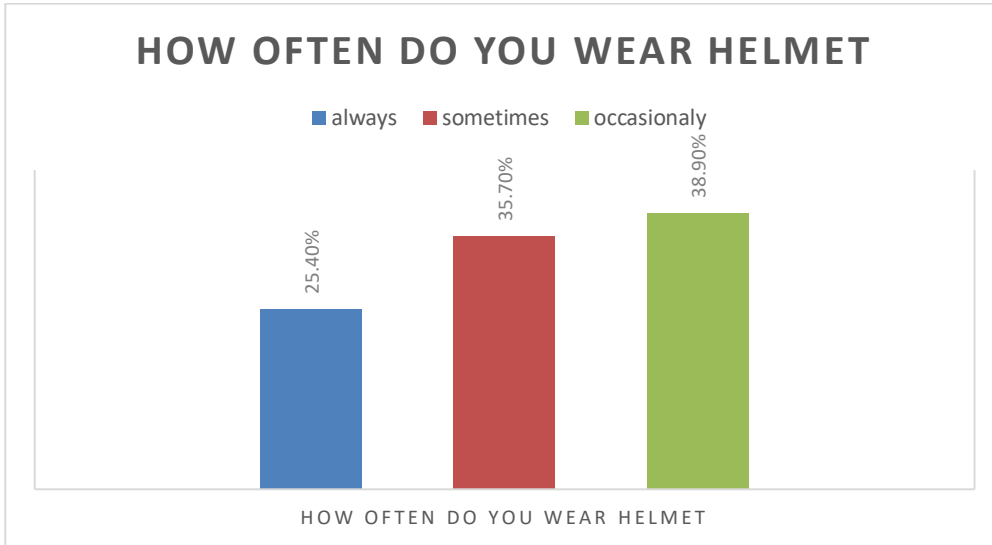 HOW OFTEN DO YOU WEAR HELMET
always sometimes occasionaly
25.40%
35.70%
38.90%
HOW OFTEN DO YOU WEAR HELMET